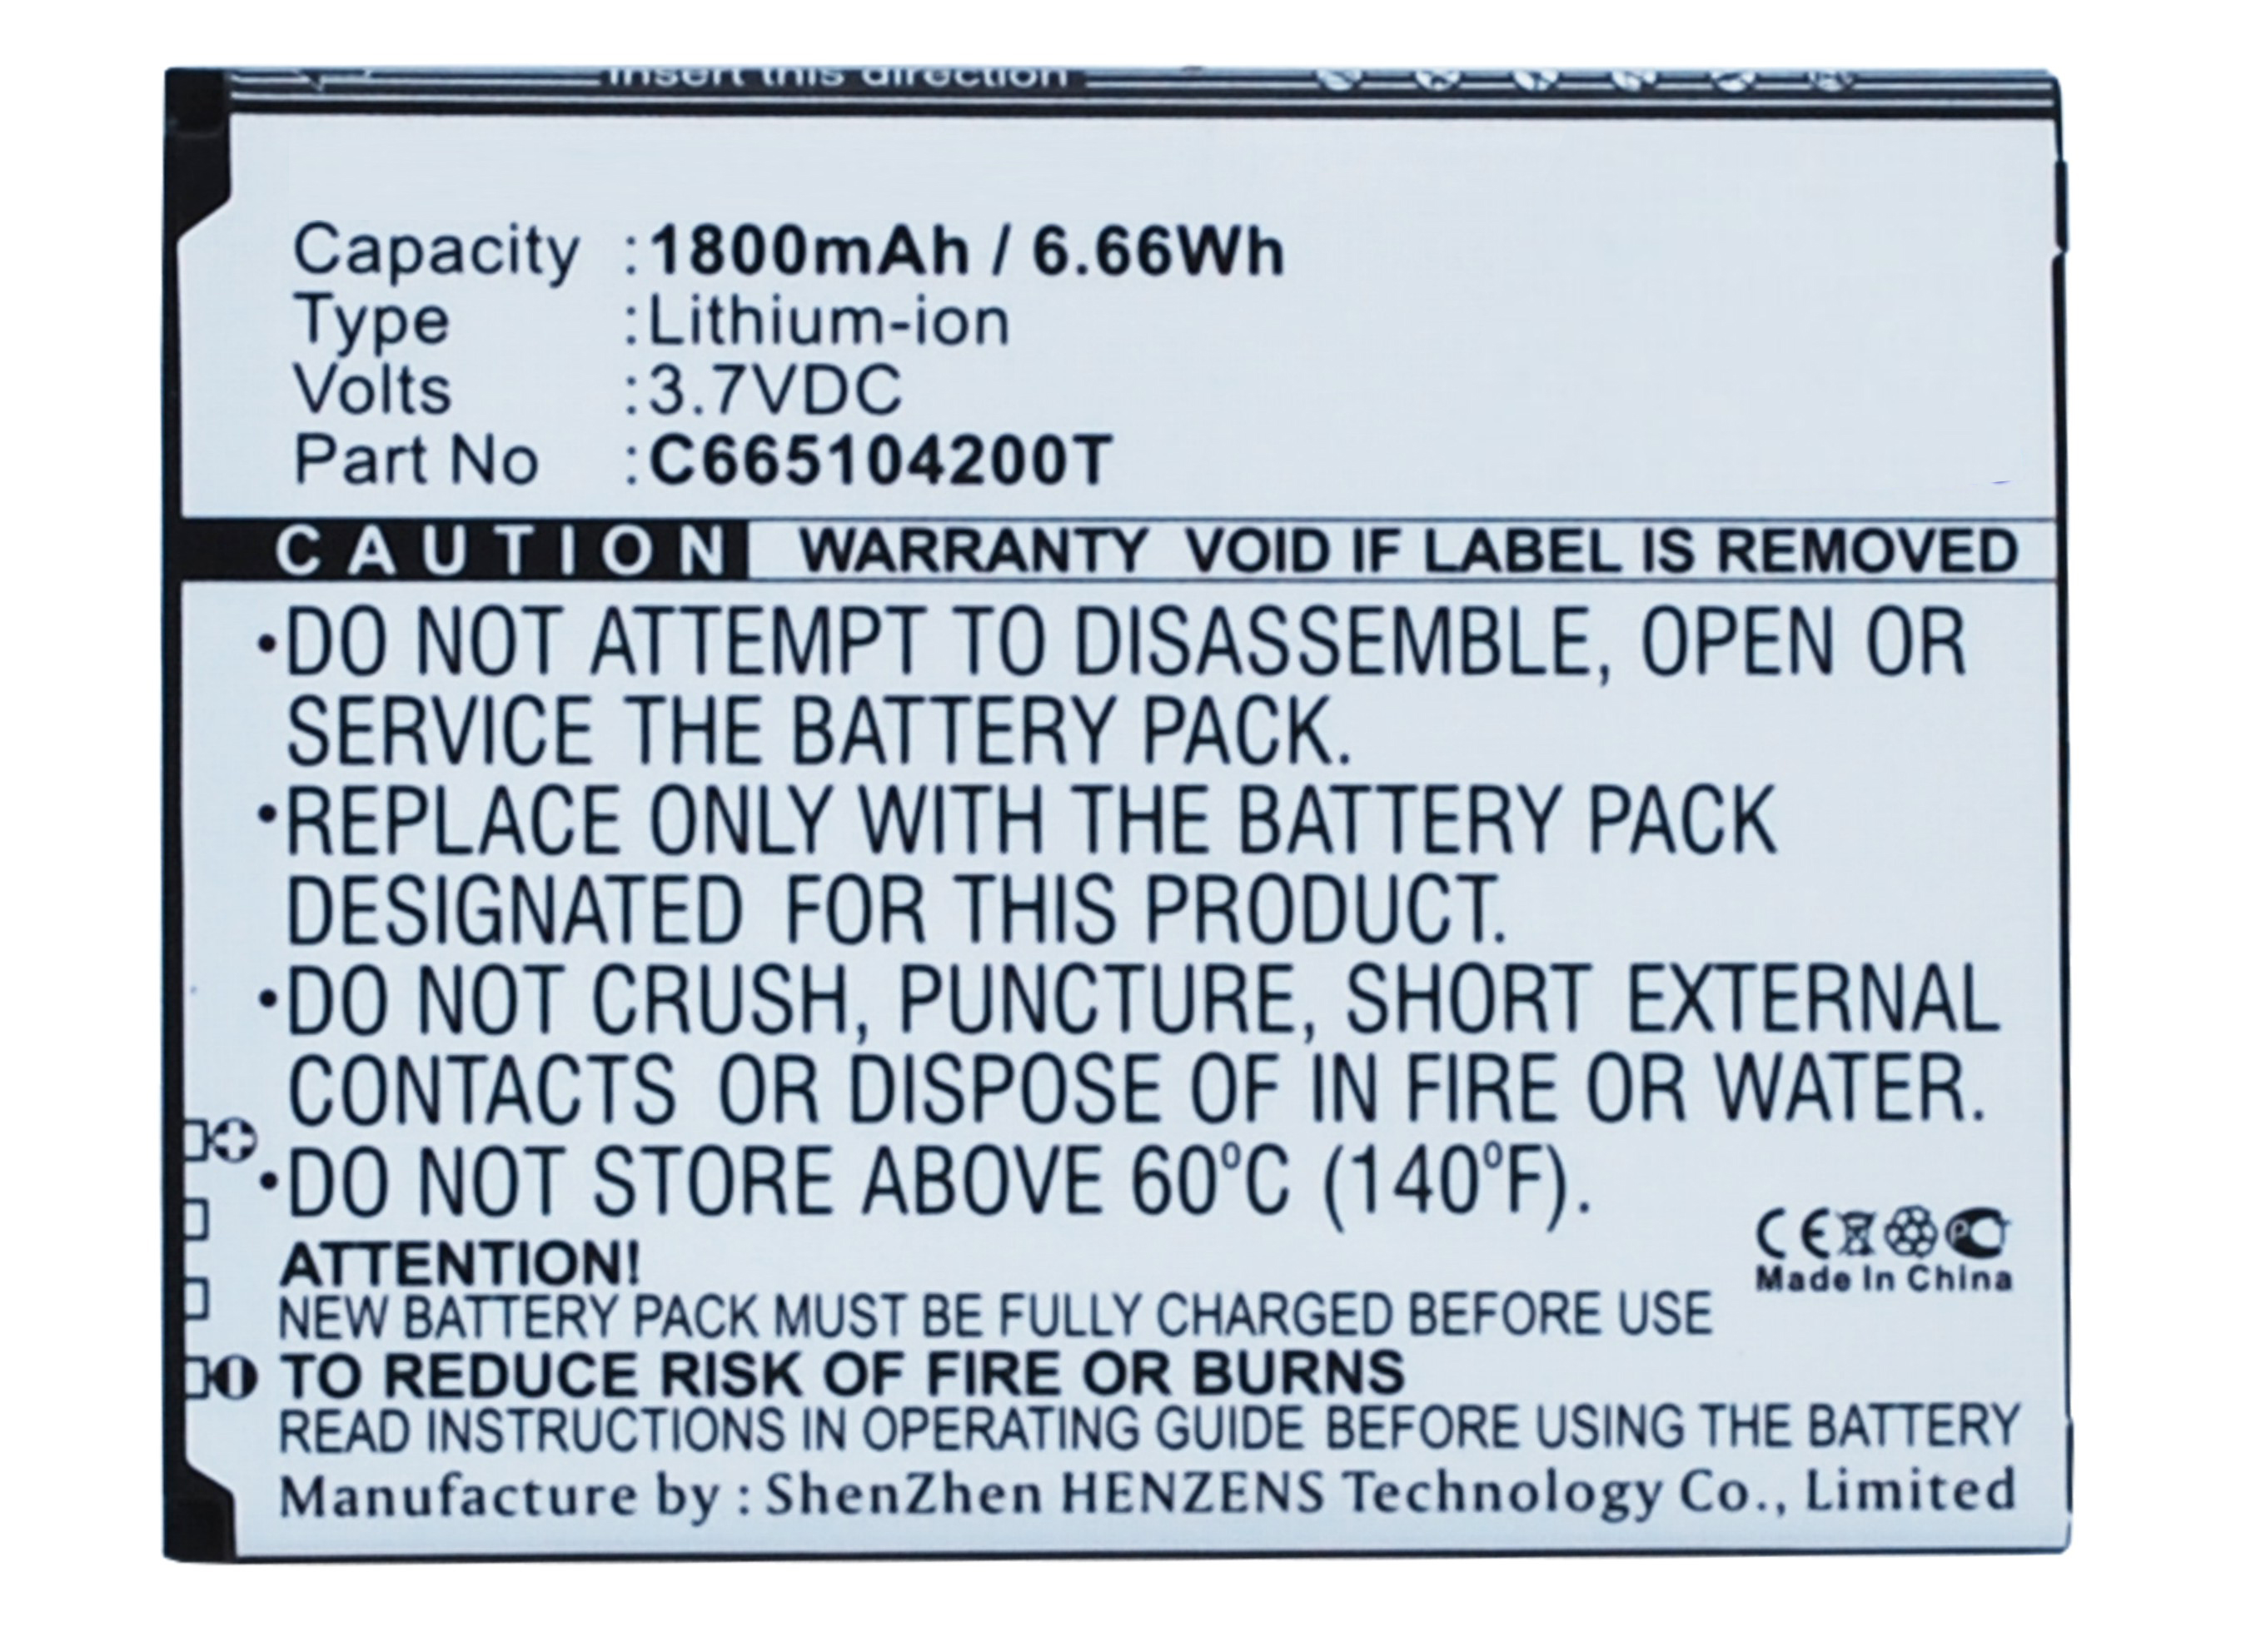 Insert this direction
Capacity : 1800mAh / 6.66Wh
Type : Lithium-ion
Volts : 3.7VDC
Part No : C665104200T
CAUTION WARRANTY VOID IF LABEL IS REMOVED
•DO NOT ATTEMPT TO DISASSEMBLE, OPEN OR
SERVICE THE BATTERY PACK.
•REPLACE ONLY WITH THE BATTERY PACK
DESIGNATED FOR THIS PRODUCT.
•DO NOT CRUSH, PUNCTURE, SHORT EXTERNAL
CONTACTS OR DISPOSE OF IN FIRE OR WATER.
•DO NOT STORE ABOVE 60°C (140°F).
CE PC
Made In China
ATTENTION!
NEW BATTERY PACK MUST BE FULLY CHARGED BEFORE USE
TO REDUCE RISK OF FIRE OR BURNS
READ INSTRUCTIONS IN OPERATING GUIDE BEFORE USING THE BATTERY
Manufacture by : ShenZhen HENZENS Technology Co., Limited